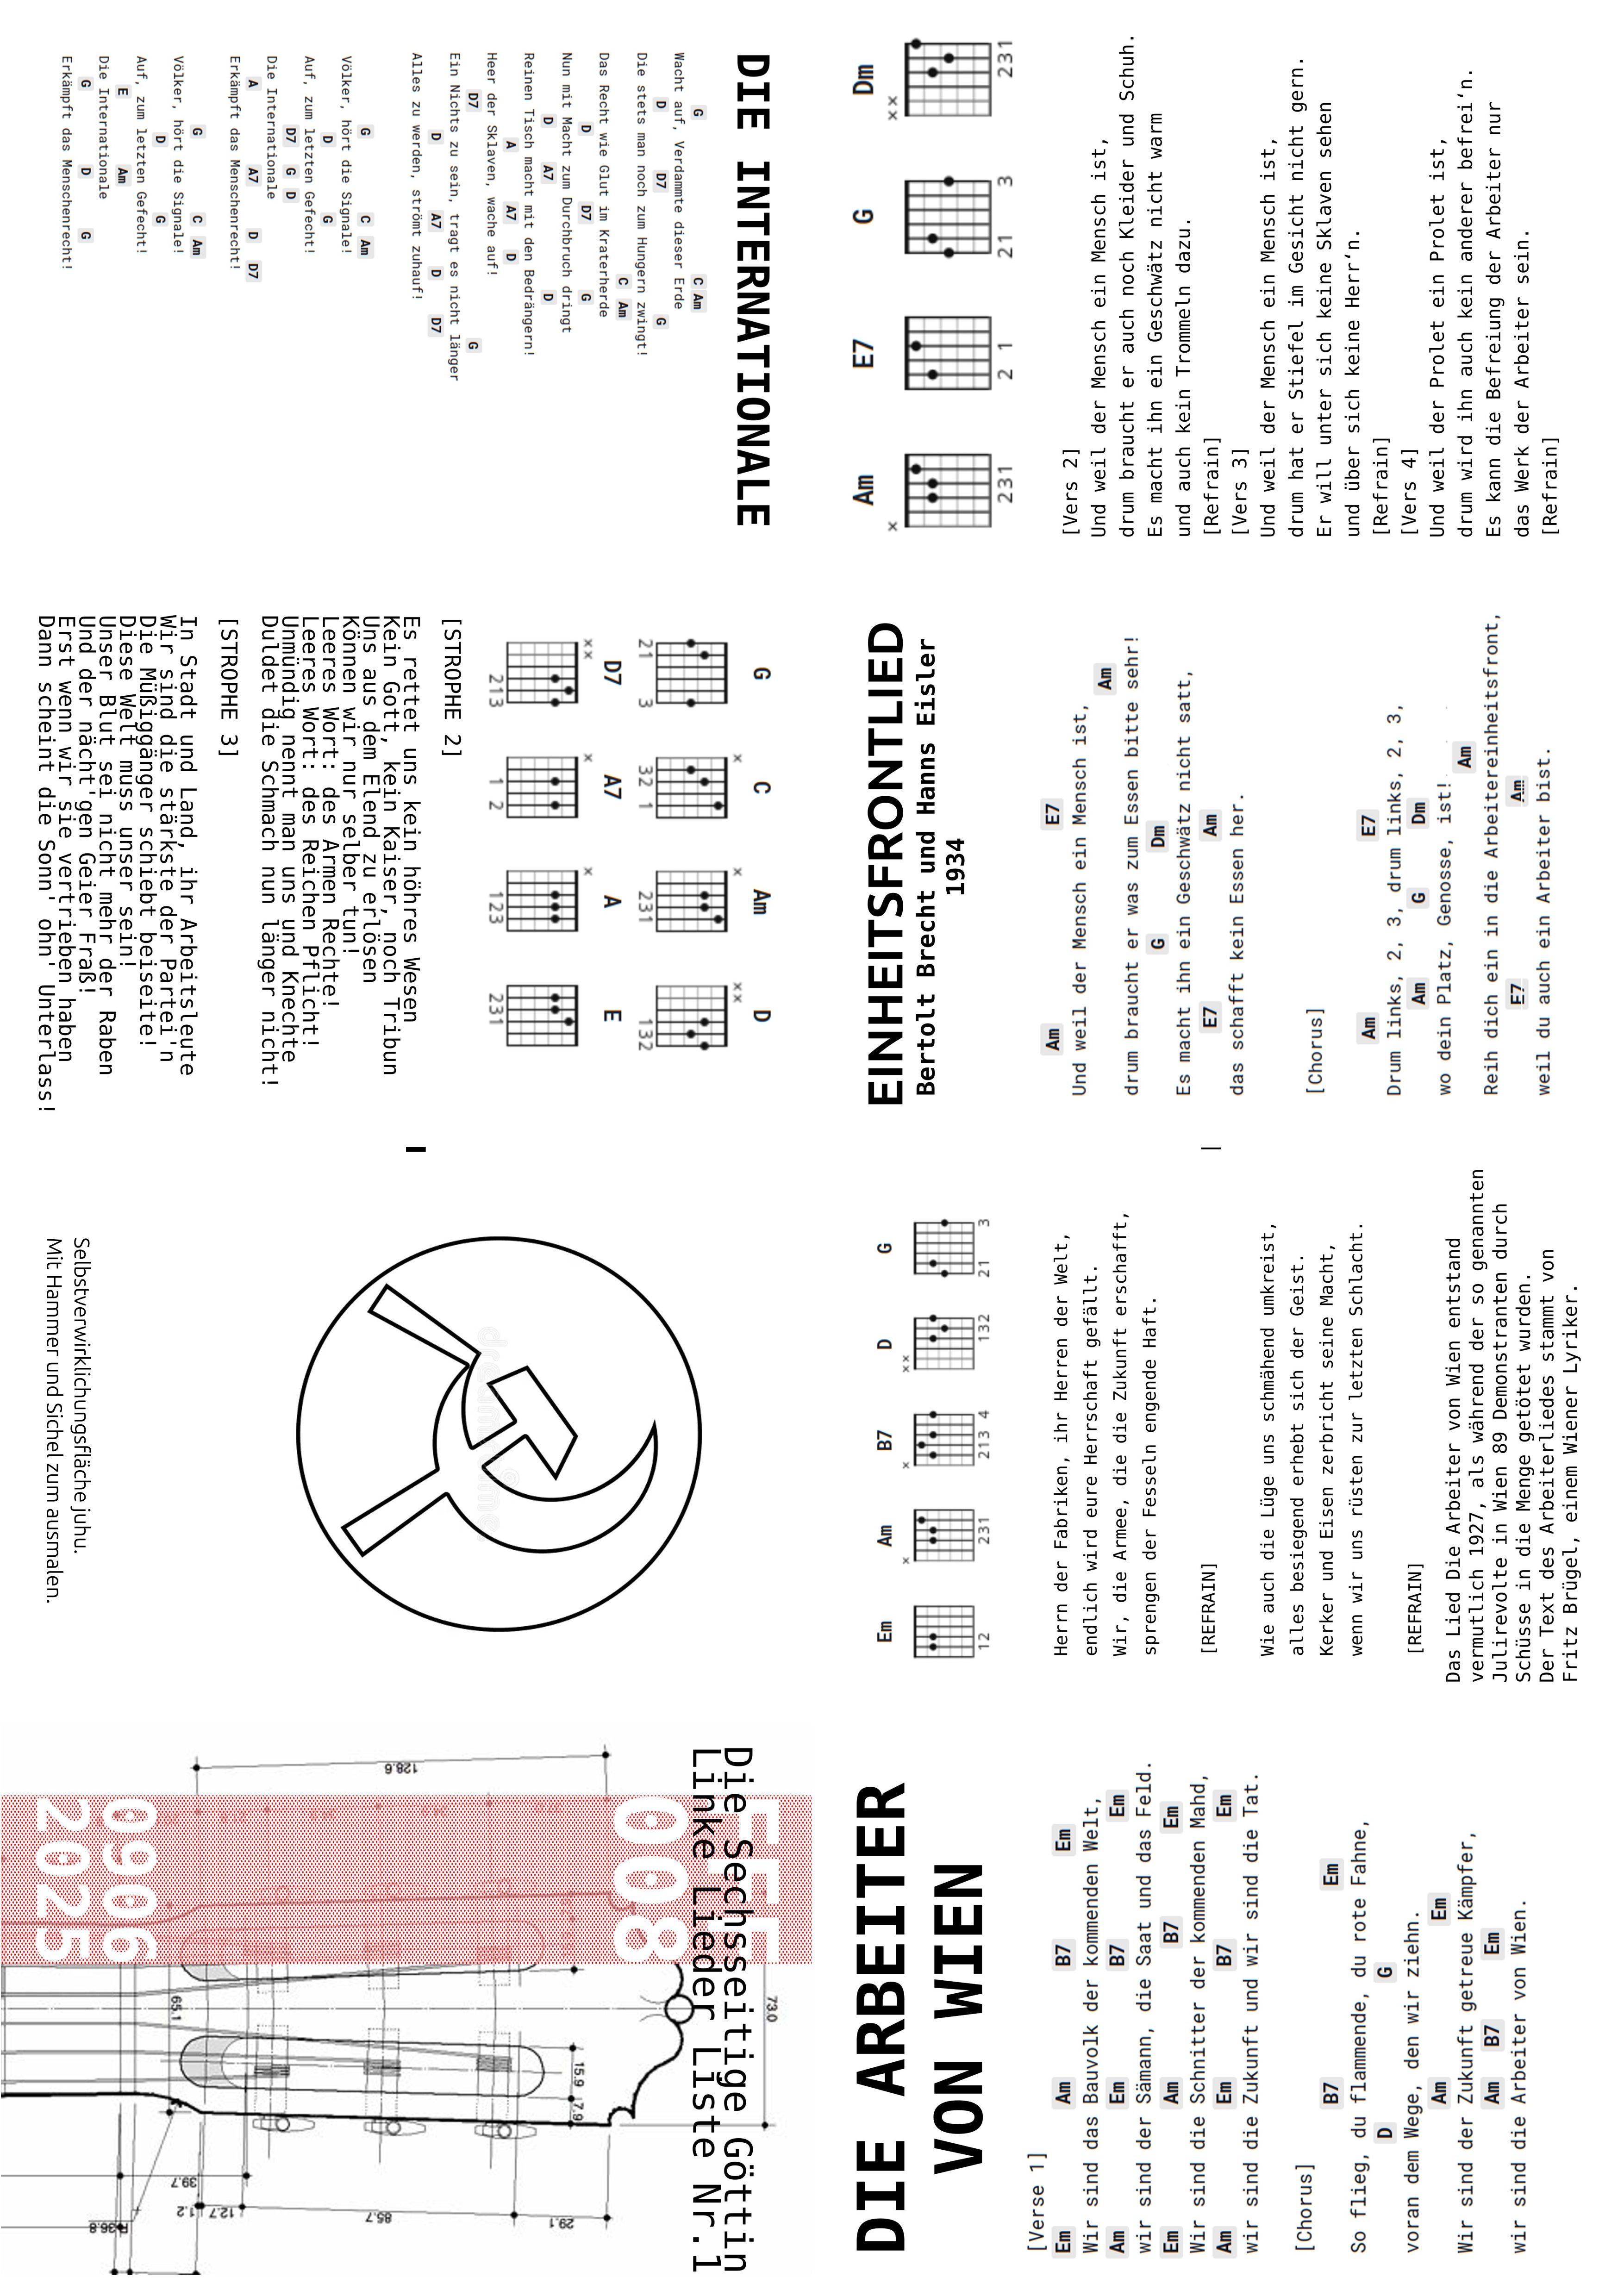 Die Sechsseitige Göttin
Linke Lieder Liste Nr.1
008
0906
2025
128.6
73.0
65.1
15.9
7.9
39.7
1.2
12.7
85.7
29.1
R36.8
DIE ARBEITER
VON WIEN
[Verse 1]
Em Am B7 Em
Wir sind das Bauvolk der kommenden Welt,
Am Em B7 Em
wir sind der Sämann, die Saat und das Feld.
Em Am B7 Em
Wir sind die Schnitter der kommenden Mahd,
Am Em B7 Em
wir sind die Zukunft und wir sind die Tat.
[Chorus]
B7 Em
So flieg, du flammende, du rote Fahne,
D G
voran dem Wege, den wir ziehn.
Am Em
Wir sind der Zukunft getreue Kämpfer,
Am B7 Em
wir sind die Arbeiter von Wien.
Em Am B7 D G
x x xx
12 231 213 4 132 21 3
Herrn der Fabriken, ihr Herren der Welt,
endlich wird eure Herrschaft gefällt.
Wir, die Armee, die die Zukunft erschafft,
sprengen der Fesseln engende Haft.
[REFRAIN]
Wie auch die Lüge uns schmähend umkreist,
alles besiegend erhebt sich der Geist.
Kerker und Eisen zerbricht seine Macht,
wenn wir uns rüsten zur letzten Schlacht.
[REFRAIN]
Das Lied Die Arbeiter von Wien entstand
vermutlich 1927, als während der so genannten
Julirevolte in Wien 89 Demonstranten durch
Schüsse in die Menge getötet wurden.
Der Text des Arbeiterliedes stammt von
Fritz Brügel, einem Wiener Lyriker.
EINHEITSFRONTLIED
Bertolt Brecht und Hanns Eisler
1934
Am E7
Und weil der Mensch ein Mensch ist,
Am
drum braucht er was zum Essen bitte sehr!
G Dm
Es macht ihn ein Geschwätz nicht satt,
E7 Am
das schafft kein Essen her.
[Chorus]
Am E7
Drum links, 2, 3, drum links, 2, 3,
Am G Dm
wo dein Platz, Genosse, ist!
Am
Reih dich ein in die Arbeitereinheitsfront,
E7 Am
weil du auch ein Arbeiter bist.
Am E7 G Dm
x xx
231 2 1 21 3 231
[Vers 2]
Und weil der Mensch ein Mensch ist,
drum braucht er auch noch Kleider und Schuh.
Es macht ihn ein Geschwätz nicht warm
und auch kein Trommeln dazu.
[Refrain]
[Vers 3]
Und weil der Mensch ein Mensch ist,
drum hat er Stiefel im Gesicht nicht gern.
Er will unter sich keine Sklaven sehen
und über sich keine Herr‘n.
[Refrain]
[Vers 4]
Und weil der Prolet ein Prolet ist,
drum wird ihn auch kein anderer befrei‘n.
Es kann die Befreiung der Arbeiter nur
das Werk der Arbeiter sein.
[Refrain]
DIE INTERNATIONALE
G C Am
Wacht auf, Verdammte dieser Erde
D D7 G
Die stets man noch zum Hungern zwingt!
C Am
Das Recht wie Glut im Kraterherde
D D7 G
Nun mit Macht zum Durchbruch dringt
D A7 D
Reinen Tisch macht mit den Bedrängern!
A A7 D
Heer der Sklaven, wache auf!
D7 G
Ein Nichts zu sein, tragt es nicht länger
D A7 D D7
Alles zu werden, strömt zuhauf!
G C Am
Völker, hört die Signale!
D G
Auf, zum letzten Gefecht!
D7 G D
Die Internationale
A A7 D D7
Erkämpft das Menschenrecht!
G C Am
Völker, hört die Signale!
D G
Auf, zum letzten Gefecht!
E Am
Die Internationale
G D G
Erkämpft das Menschenrecht!
G C Am D
x x xx
21 3 32 1 231 132
D7 A7 A E
xx x x
213 1 2 123 231
[STROPHE 2]
Es rettet uns kein höhres Wesen
Kein Gott, kein Kaiser, noch Tribun
Uns aus dem Elend zu erlösen
Können wir nur selber tun!
Leeres Wort: des Armen Rechte!
Leeres Wort: des Reichen Pflicht!
Unmündig nennt man uns und Knechte
Duldet die Schmach nun länger nicht!
[STROPHE 3]
In Stadt und Land, ihr Arbeitsleute
Wir sind die stärkste der Partei'n
Die Müßiggänger schiebt beiseite!
Diese Welt muss unser sein!
Unser Blut sei nicht mehr der Raben
Und der nächt'gen Geier Fraß!
Erst wenn wir sie vertrieben haben
Dann scheint die Sonn' ohn' Unterlass!
Selbstverwirklichungsfläche juhu.
Mit Hammer und Sichel zum ausmalen.